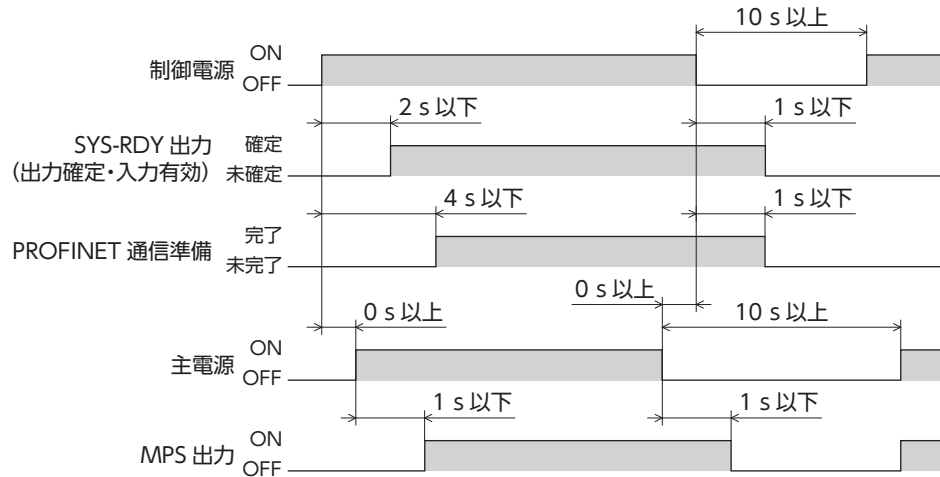 10 s 以上
制御電源 ON
OFF
2 s 以下 1 s 以下
SYS-RDY 出力 確定
(出力確定・入力有効) 未確定
4 s 以下 1 s 以下
PROFINET 通信準備 完了
未完了
0 s 以上
0 s 以上 10 s 以上
主電源 ON
OFF
1 s 以下 1 s 以下
MPS 出力 ON
OFF